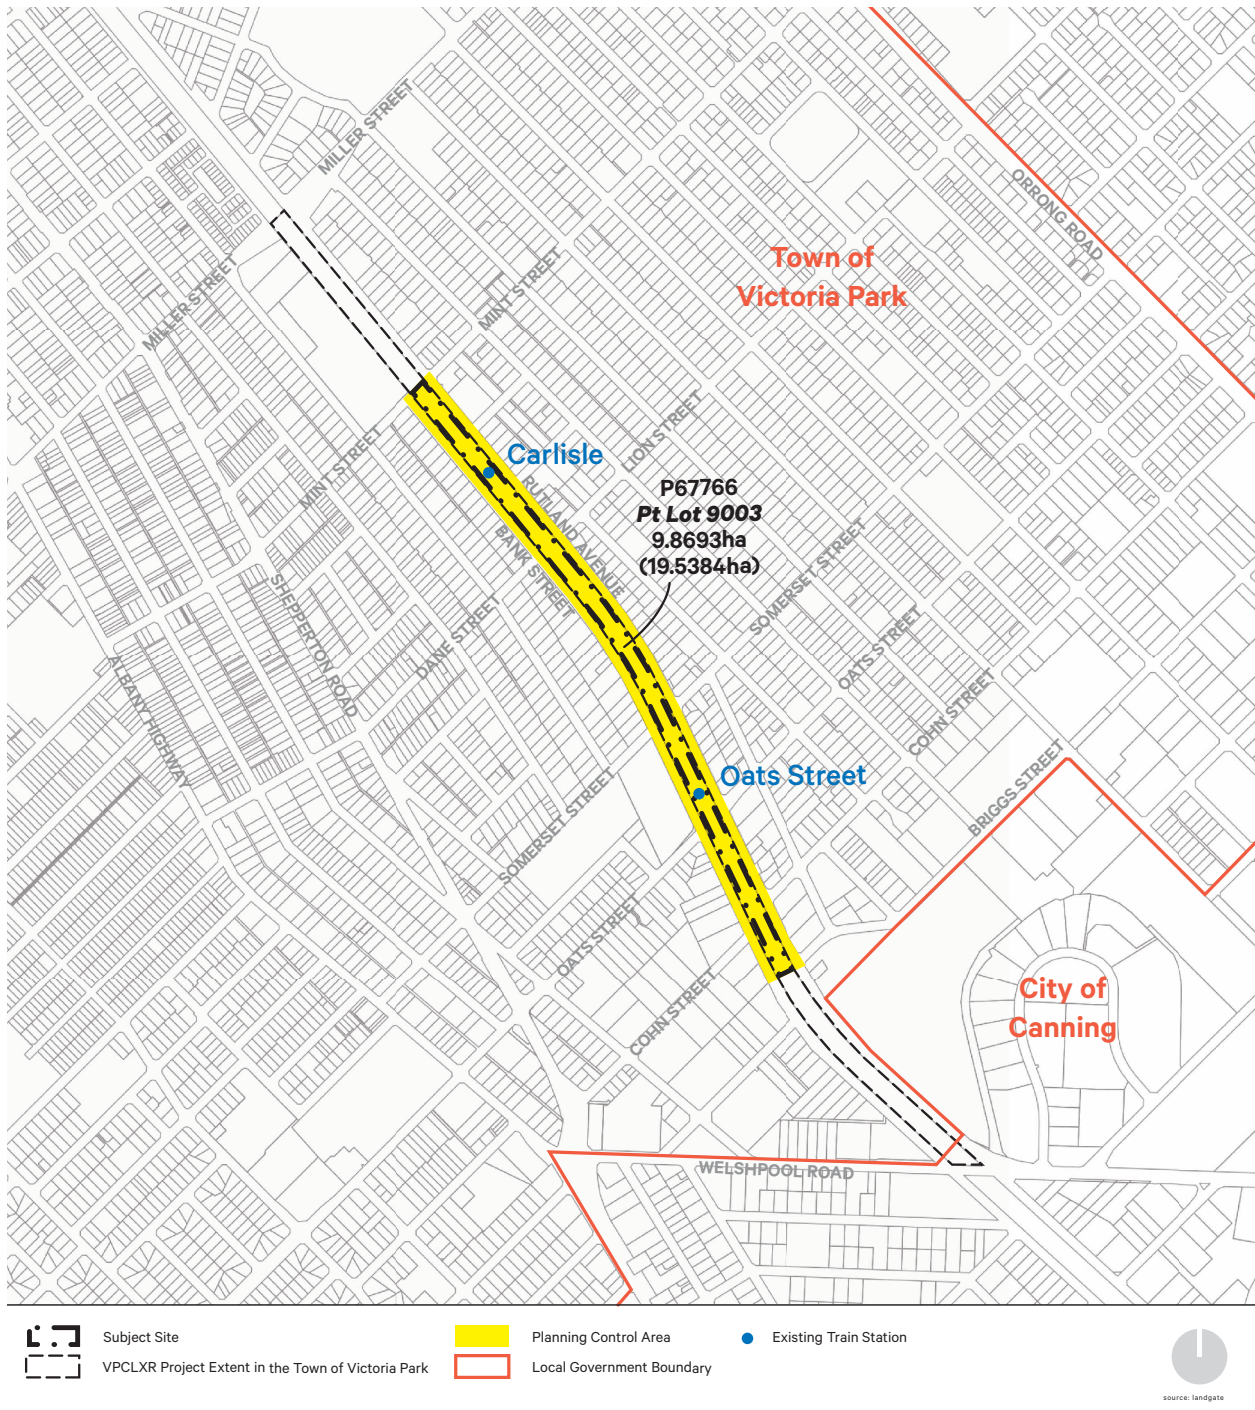 MILLER STREET
ORRONG ROAD
MILLER STREET
MINT STREET
Town of
Victoria Park
LION STREET
MINT STREET
Carlisle
RUTLAND AVENUE
BANK STREET
P67766
Pt Lot 9003
9.8693ha
(19.5384ha)
SOMERSET STREET
SHEPPERTON ROAD
DANE STREET
OATS STREET
ALBANY HIGHWAY
COHN STREET
Oats Street
BRIGGS STREET
SOMERSET STREET
OATS STREET
COHN STREET
City of
Canning
WELSHPOOL ROAD
Subject Site
VPCLXR Project Extent in the Town of Victoria Park
Planning Control Area
Local Government Boundary
Existing Train Station
source: landgate